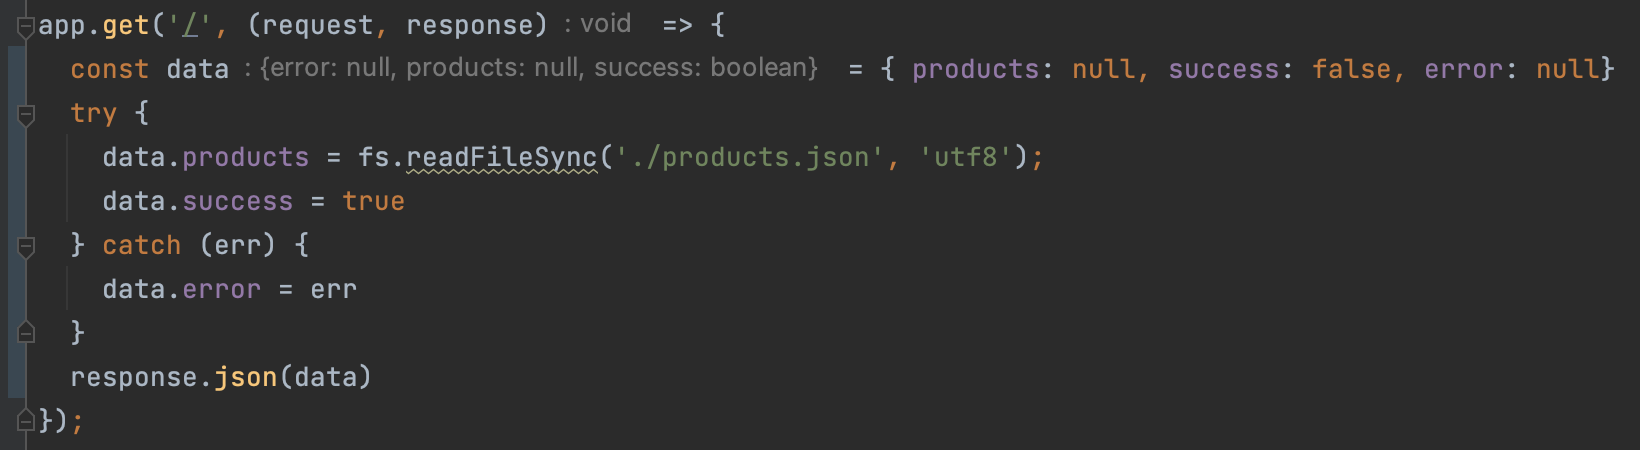 app.get('/', (request, response) : void => {
const data : {error: null, products: null, success: boolean} = { products: null, success: false, error: null}
try {
data.products = fs.readFileSync('./products.json', 'utf8');
data.success = true
} catch (err) {
data.error = err
}
response.json(data)
});